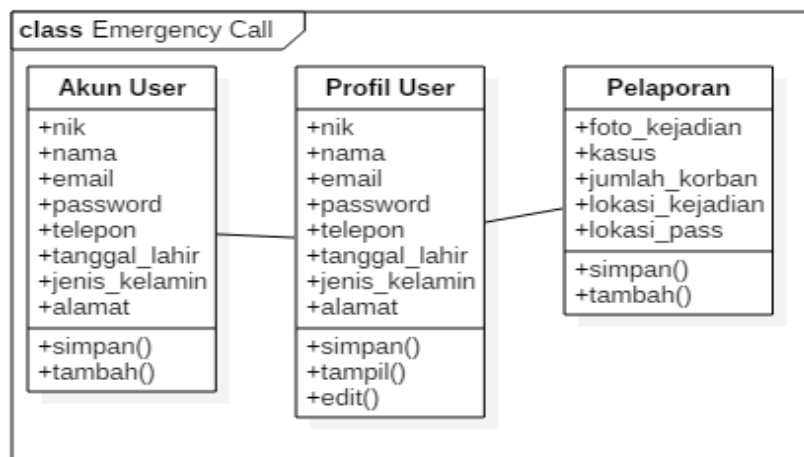 class Emergency Call
Akun User
+nik
+nama
+email
+password
+telepon
+tanggal_lahir
+jenis_kelamin
+alamat
+simpan()
+tambah()
Profil User
+nik
+nama
+email
+password
+telepon
+tanggal_lahir
+jenis_kelamin
+alamat
+simpan()
+tampil()
+edit()
Pelaporan
+foto_kejadian
+kasus
+jumlah_korban
+lokasi_kejadian
+lokasi_pass
+simpan()
+tambah()